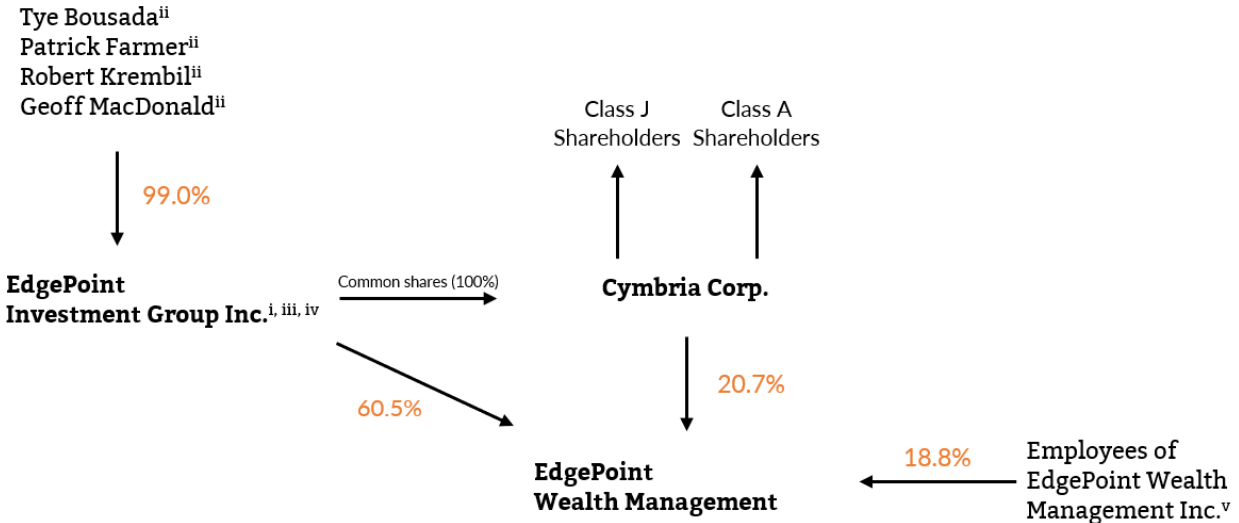 Tye Bousadaii
Patrick Farmerii
Robert Krembilii
Geoff MacDonaldii
99.0%
Class J
Shareholders
Class A
Shareholders
EdgePoint
Investment Group Inc.i, iii, iv
Common shares (100%)
Cymbria Corp.
60.5%
20.7%
EdgePoint
Wealth Management
18.8%
Employees of
EdgePoint Wealth
Management Inc.v